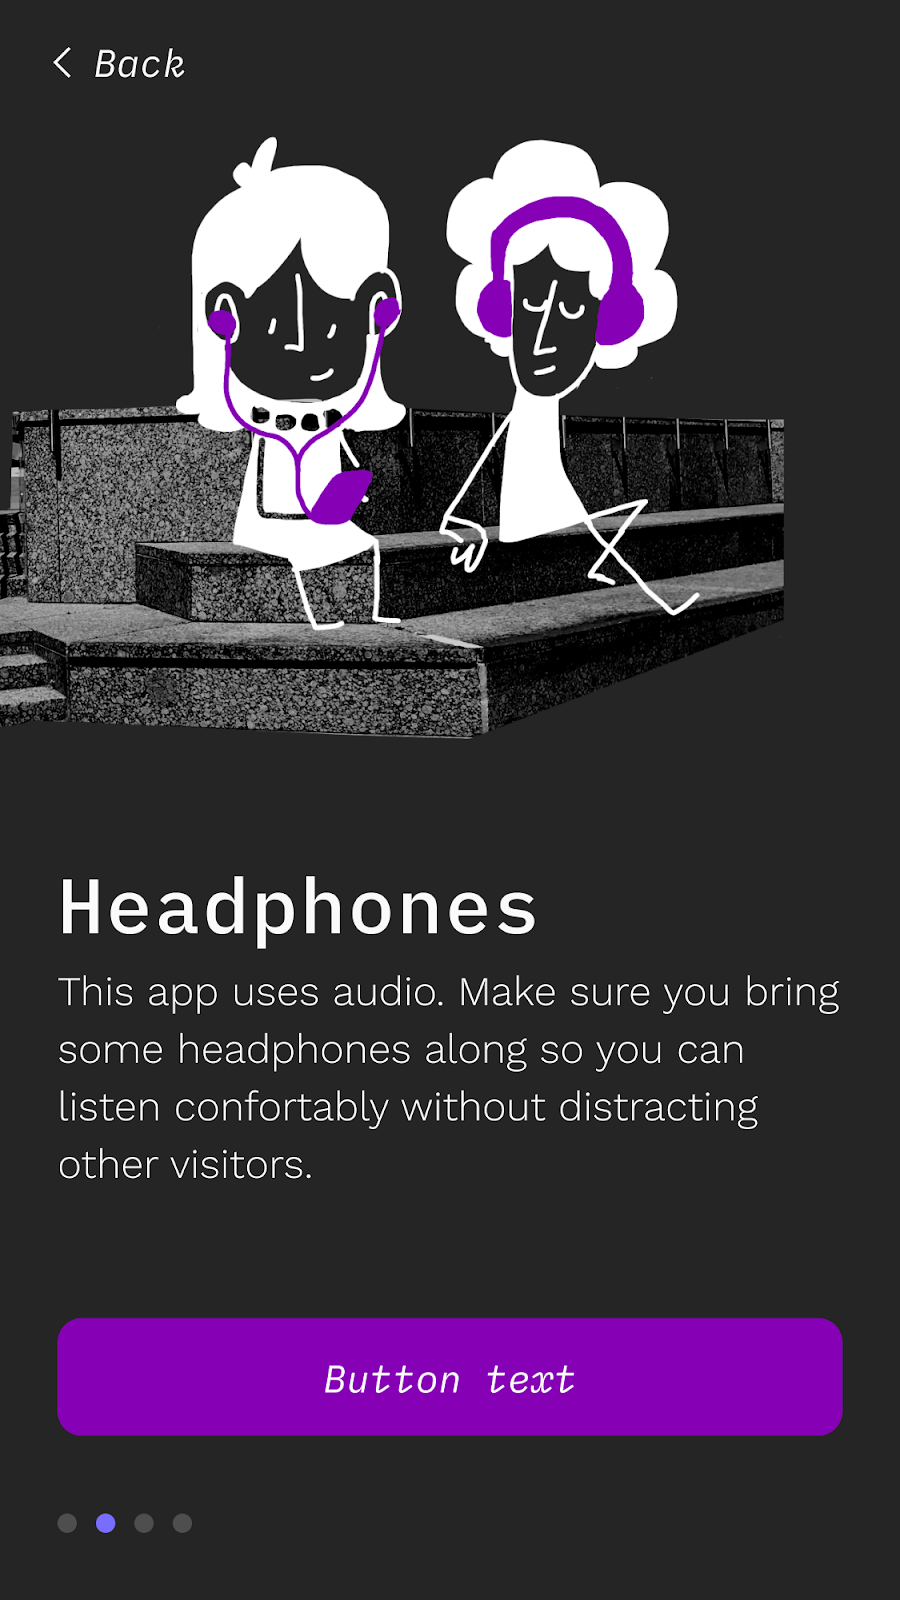 Back
Headphones
This app uses audio. Make sure you bring
some headphones along so you can
listen confortably without distracting
other visitors.
Button text